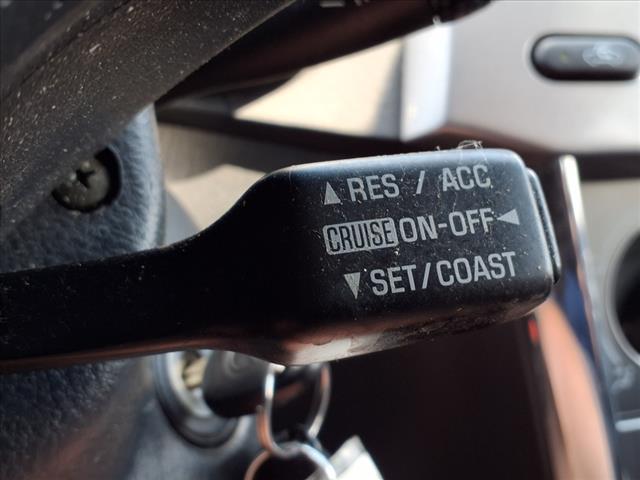 ▲ RES / ACC
CRUISE ON-OFF ◀
▼ SET/COAST